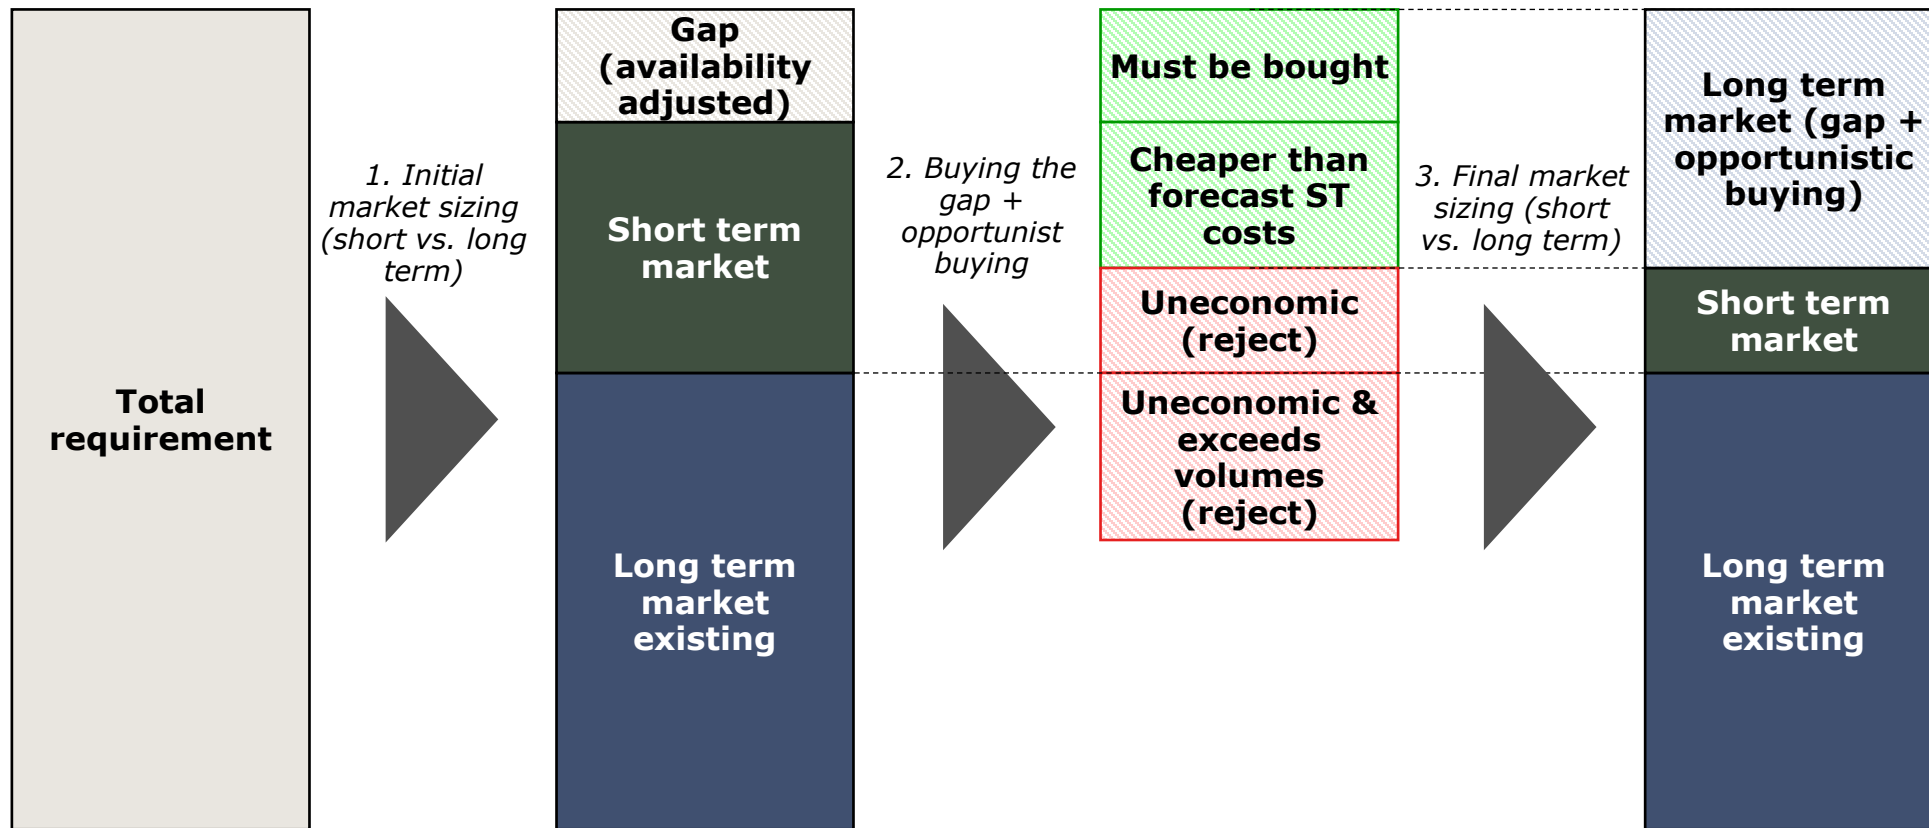 Total
requirement
1. Initial
market sizing
(short vs. long
term)
Gap
(availability
adjusted)
Short term
market
Long term
market
existing
2. Buying the
gap +
opportunist
buying
Must be bought
Cheaper than
forecast ST
costs
Uneconomic
(reject)
Uneconomic &
exceeds
volumes
(reject)
3. Final market
sizing (short
vs. long term)
Long term
market (gap +
opportunistic
buying)
Short term
market
Long term
market
existing